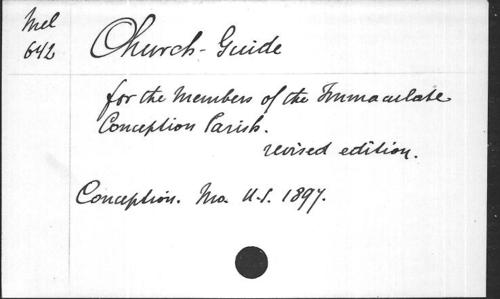 Mel
642
Church-Guide
for the Members of the Immaculate
Conception Parish.
revised edition.
Conception. Mo. U.S. 1897.